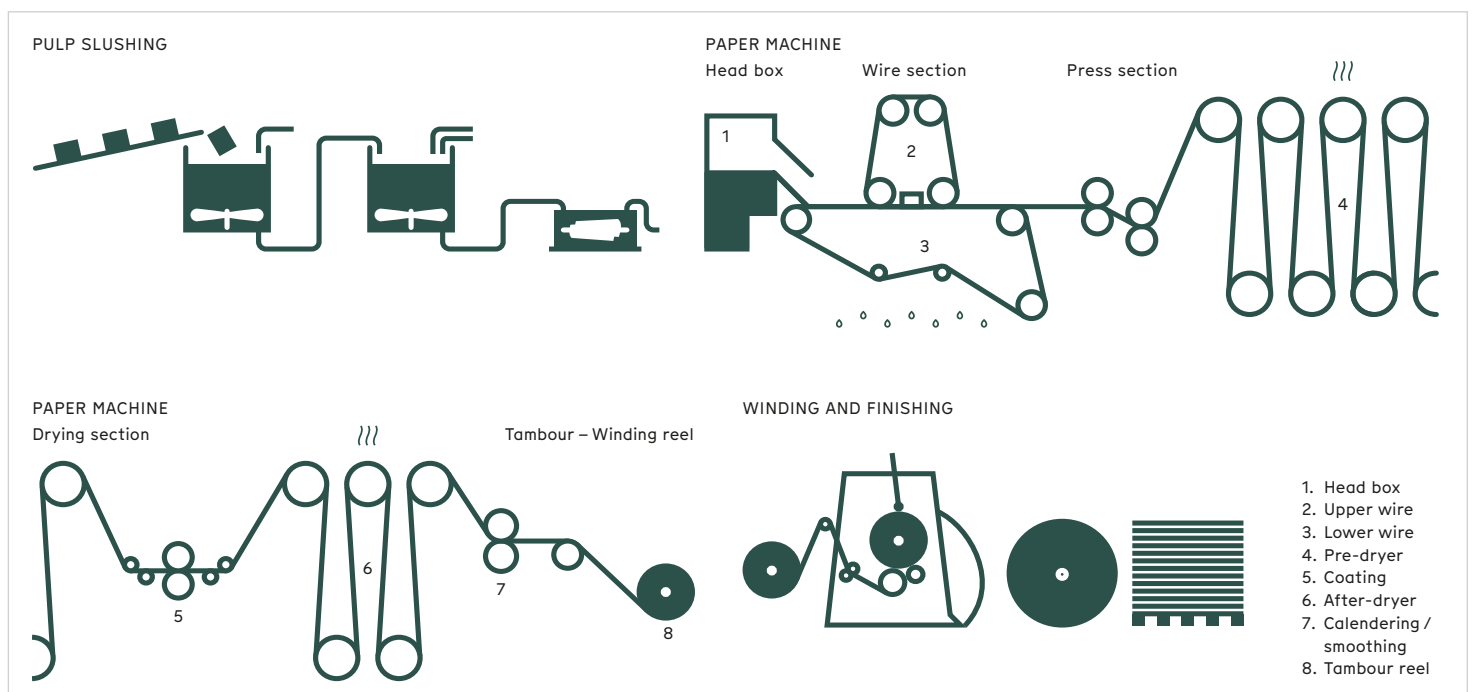 PULP SLUSHING
PAPER MACHINE
Head box
Wire section
Press section
1
2
3
4
PAPER MACHINE
Drying section
Tambour – Winding reel
5
6
7
8
WINDING AND FINISHING
1. Head box
2. Upper wire
3. Lower wire
4. Pre-dryer
5. Coating
6. After-dryer
7. Calendering /
smoothing
8. Tambour reel